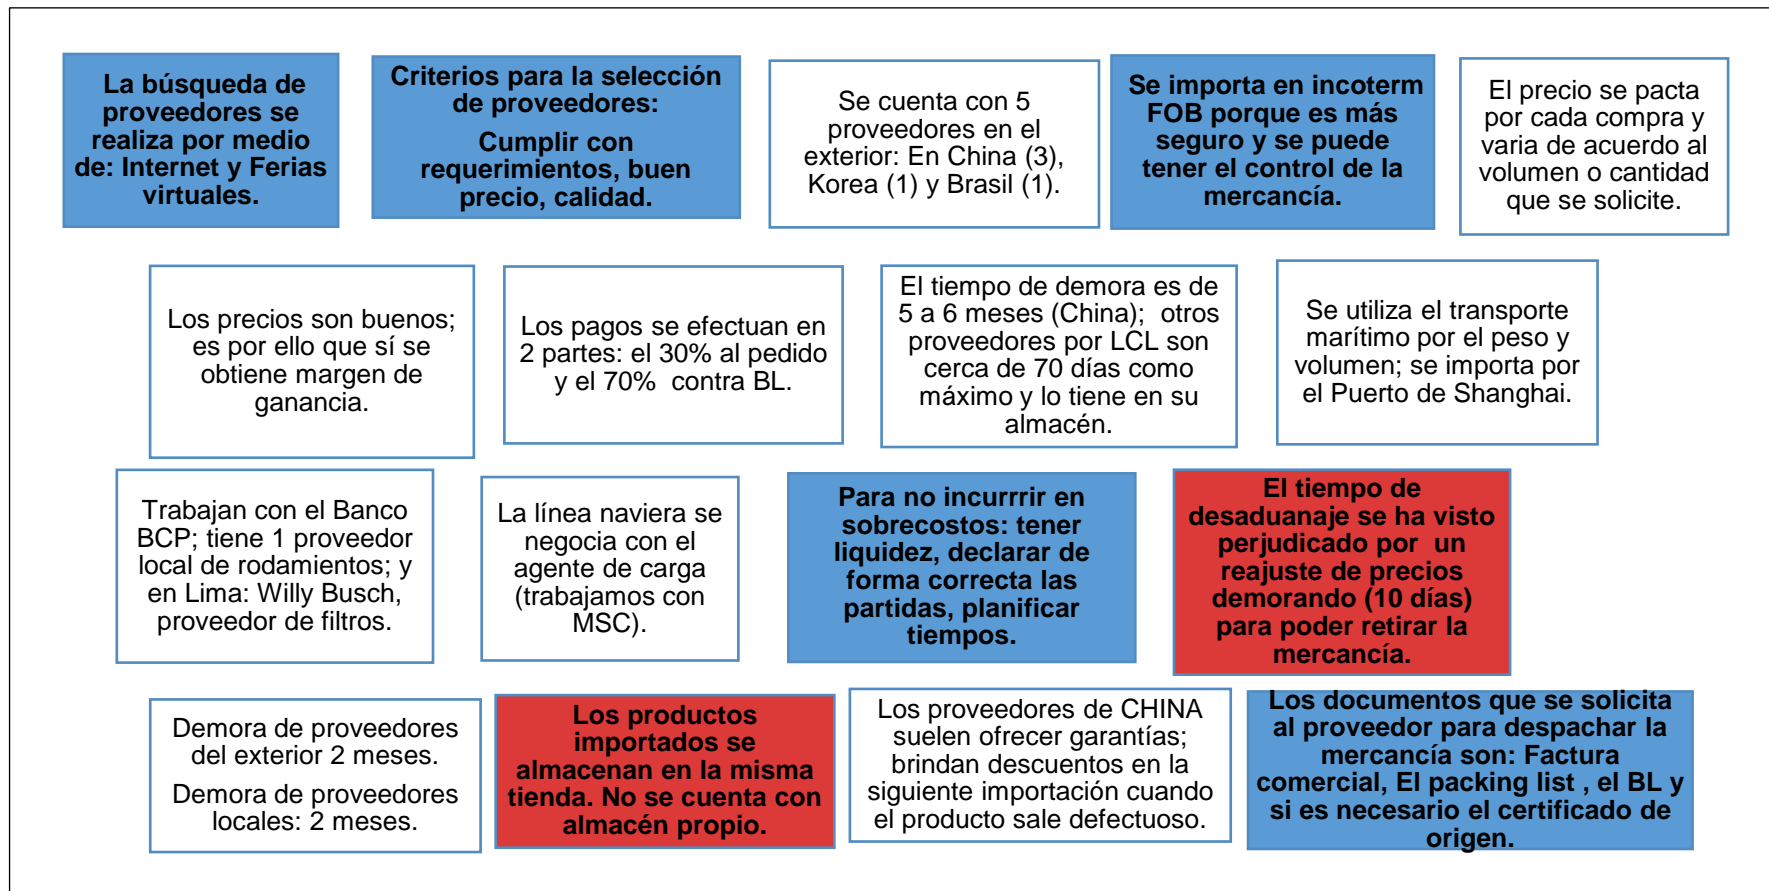 La búsqueda de
proveedores se
realiza por medio
de: Internet y Ferias
virtuales.
Criterios para la selección
de proveedores:
Cumplir con
requerimientos, buen
precio, calidad.
Se cuenta con 5
proveedores en el
exterior: En China (3),
Korea (1) y Brasil (1).
Se importa en incoterm
FOB porque es más
seguro y se puede
tener el control de la
mercancía.
El precio se pacta
por cada compra y
varia de acuerdo al
volumen o cantidad
que se solicite.
Los precios son buenos;
es por ello que sí se
obtiene margen de
ganancia.
Los pagos se efectuan en
2 partes: el 30% al pedido
y el 70% contra BL.
El tiempo de demora es de
5 a 6 meses (China); otros
proveedores por LCL son
cerca de 70 días como
máximo y lo tiene en su
almacén.
Se utiliza el transporte
marítimo por el peso y
volumen; se importa por
el Puerto de Shanghai.
Trabajan con el Banco
BCP; tiene 1 proveedor
local de rodamientos; y
en Lima: Willy Busch,
proveedor de filtros.
La línea naviera se
negocia con el
agente de carga
(trabajamos con
MSC).
Para no incurrrir en
sobrecostos: tener
liquidez, declarar de
forma correcta las
partidas, planificar
tiempos.
El tiempo de
desaduanaje se ha visto
perjudicado por un
reajuste de precios
demorando (10 días)
para poder retirar la
mercancía.
Demora de proveedores
del exterior 2 meses.
Demora de proveedores
locales: 2 meses.
Los productos
importados se
almacenan en la misma
tienda. No se cuenta con
almacén propio.
Los proveedores de CHINA
suelen ofrecer garantías;
brindan descuentos en la
siguiente importación cuando
el producto sale defectuoso.
Los documentos que se solicita
al proveedor para despachar la
mercancía son: Factura
comercial, El packing list , el BL y
si es necesario el certificado de
origen.